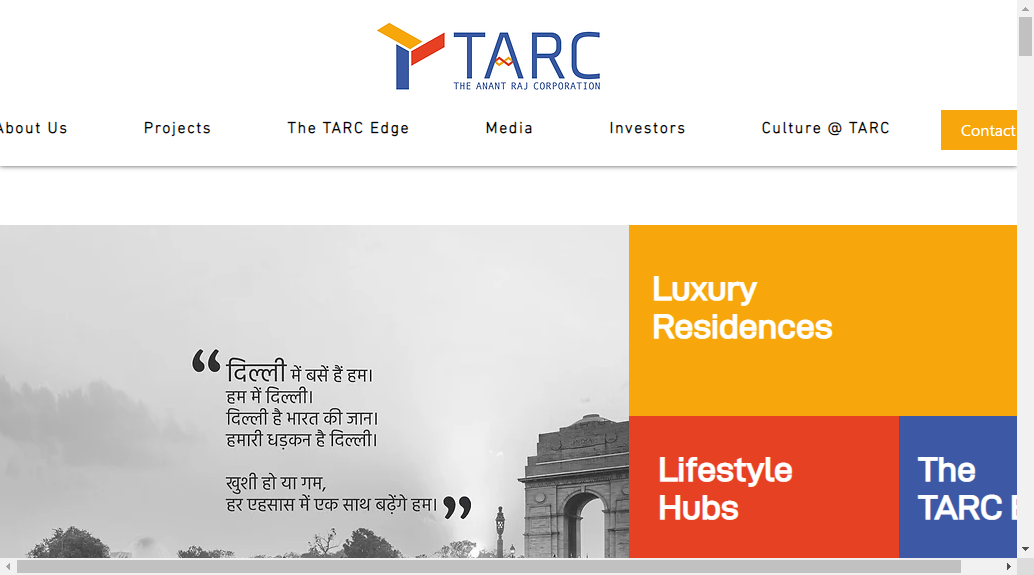 TARC
THE ANANT RAJ CORPORATION
About Us
Projects
The TARC Edge
Media
Investors
Culture @ TARC
Contact
Luxury
Residences
“दिल्ली में बसें हैं हम।
हम में दिल्ली।
दिल्ली है भारत की जान।
हमारी धड़कन है दिल्ली।
खुशी हो या गम,
हर एहसास में एक साथ बढ़ेंगे हम।”
Lifestyle
Hubs
The
TARC